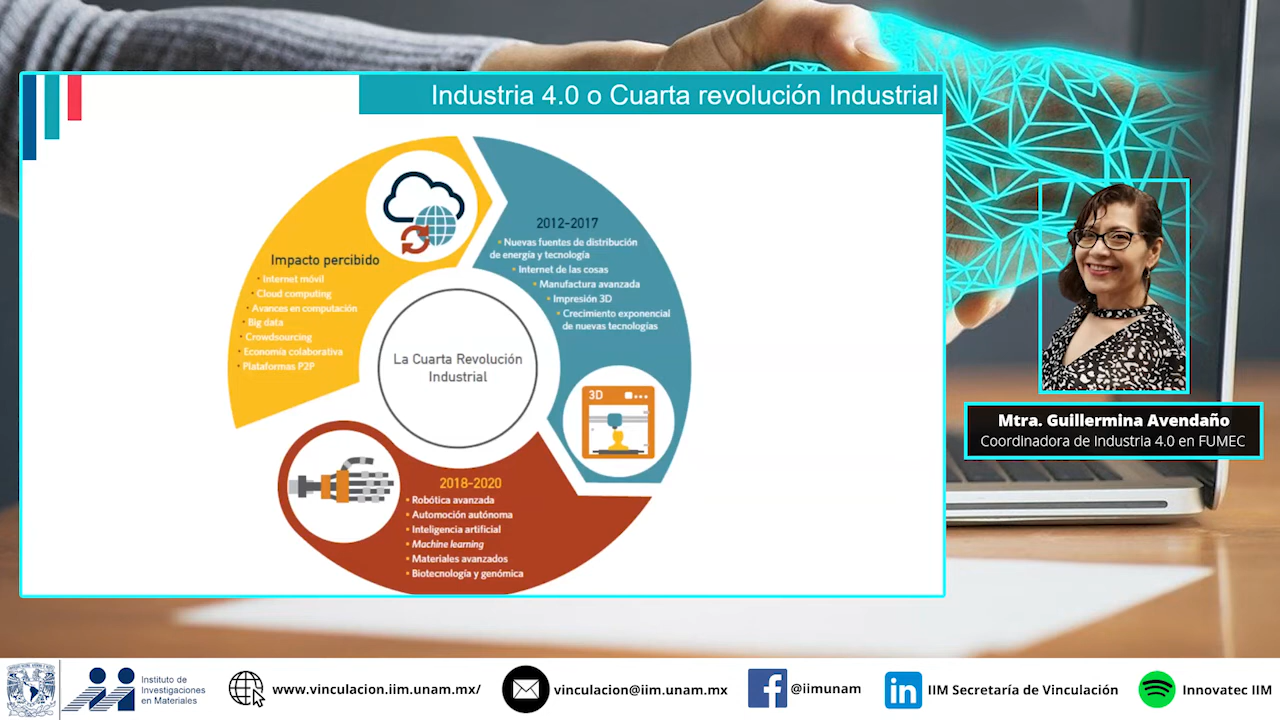 Industria 4.0 o Cuarta revolución Industrial
Impacto percibido
• Internet móvil
• Cloud computing
• Avances en computación
• Big data
• Crowdsourcing
• Economía colaborativa
• Plataformas P2P
2012-2017
• Nuevas fuentes de distribución
de energía y tecnología
• Internet de las cosas
• Manufactura avanzada
• Impresión 3D
• Crecimiento exponencial
de nuevas tecnologías
La Cuarta Revolución
Industrial
3D
2018-2020
• Robótica avanzada
• Automoción autónoma
• Inteligencia artificial
• Machine learning
• Materiales avanzados
• Biotecnología y genómica
Mtra. Guillermina Avendaño
Coordinadora de Industria 4.0 en FUMEC
Instituto de
Investigaciones
en Materiales
www.vinculacion.iim.unam.mx/
vinculacion@iim.unam.mx
@iimunam
IIM Secretaría de Vinculación
Innovatec IIM